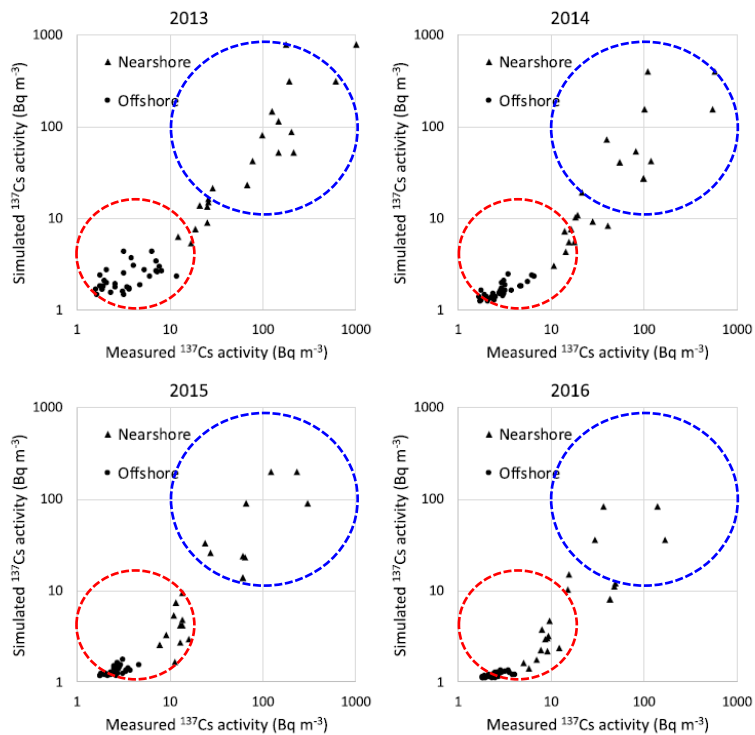 2013
1000
100
10
1
1
10
100
1000
▲ Nearshore
● Offshore
Simulated ¹³⁷Cs activity (Bq m⁻³)
Measured ¹³⁷Cs activity (Bq m⁻³)
2014
1000
100
10
1
1
10
100
1000
▲ Nearshore
● Offshore
Simulated ¹³⁷Cs activity (Bq m⁻³)
Measured ¹³⁷Cs activity (Bq m⁻³)
2015
1000
100
10
1
1
10
100
1000
▲ Nearshore
● Offshore
Simulated ¹³⁷Cs activity (Bq m⁻³)
Measured ¹³⁷Cs activity (Bq m⁻³)
2016
1000
100
10
1
1
10
100
1000
▲ Nearshore
● Offshore
Simulated ¹³⁷Cs activity (Bq m⁻³)
Measured ¹³⁷Cs activity (Bq m⁻³)